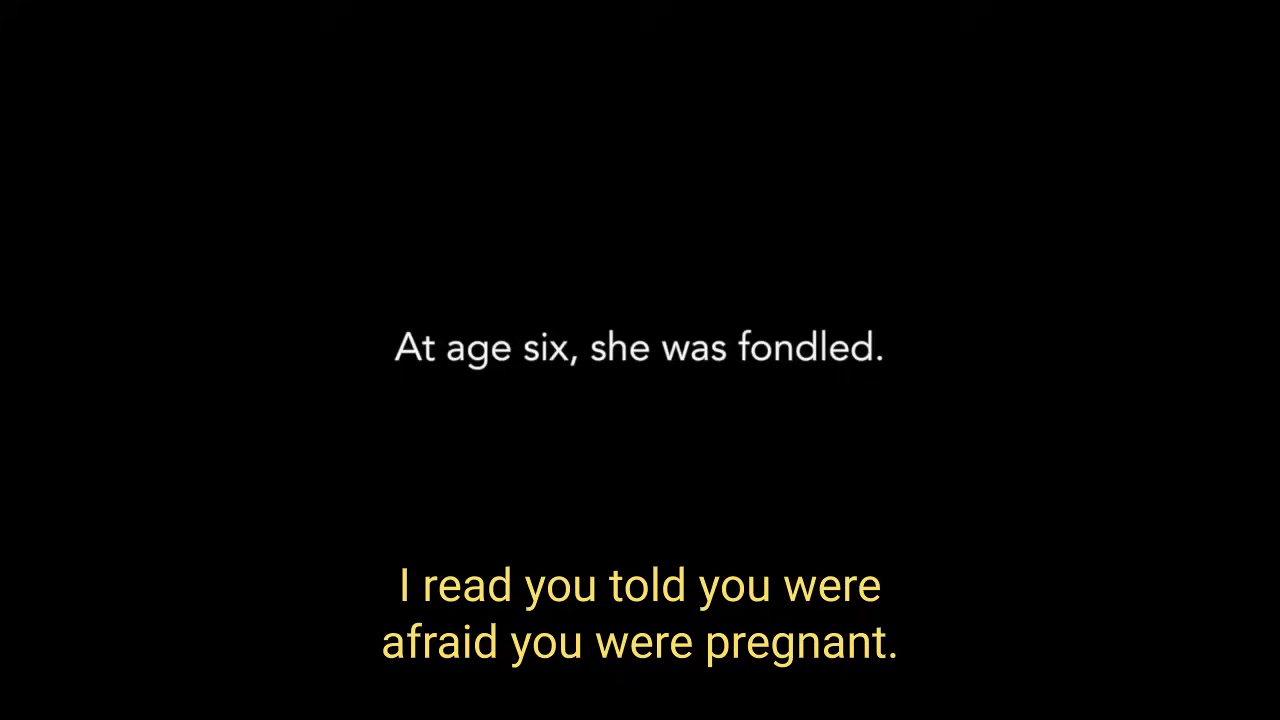 At age six, she was fondled.
I read you told you were
afraid you were pregnant.